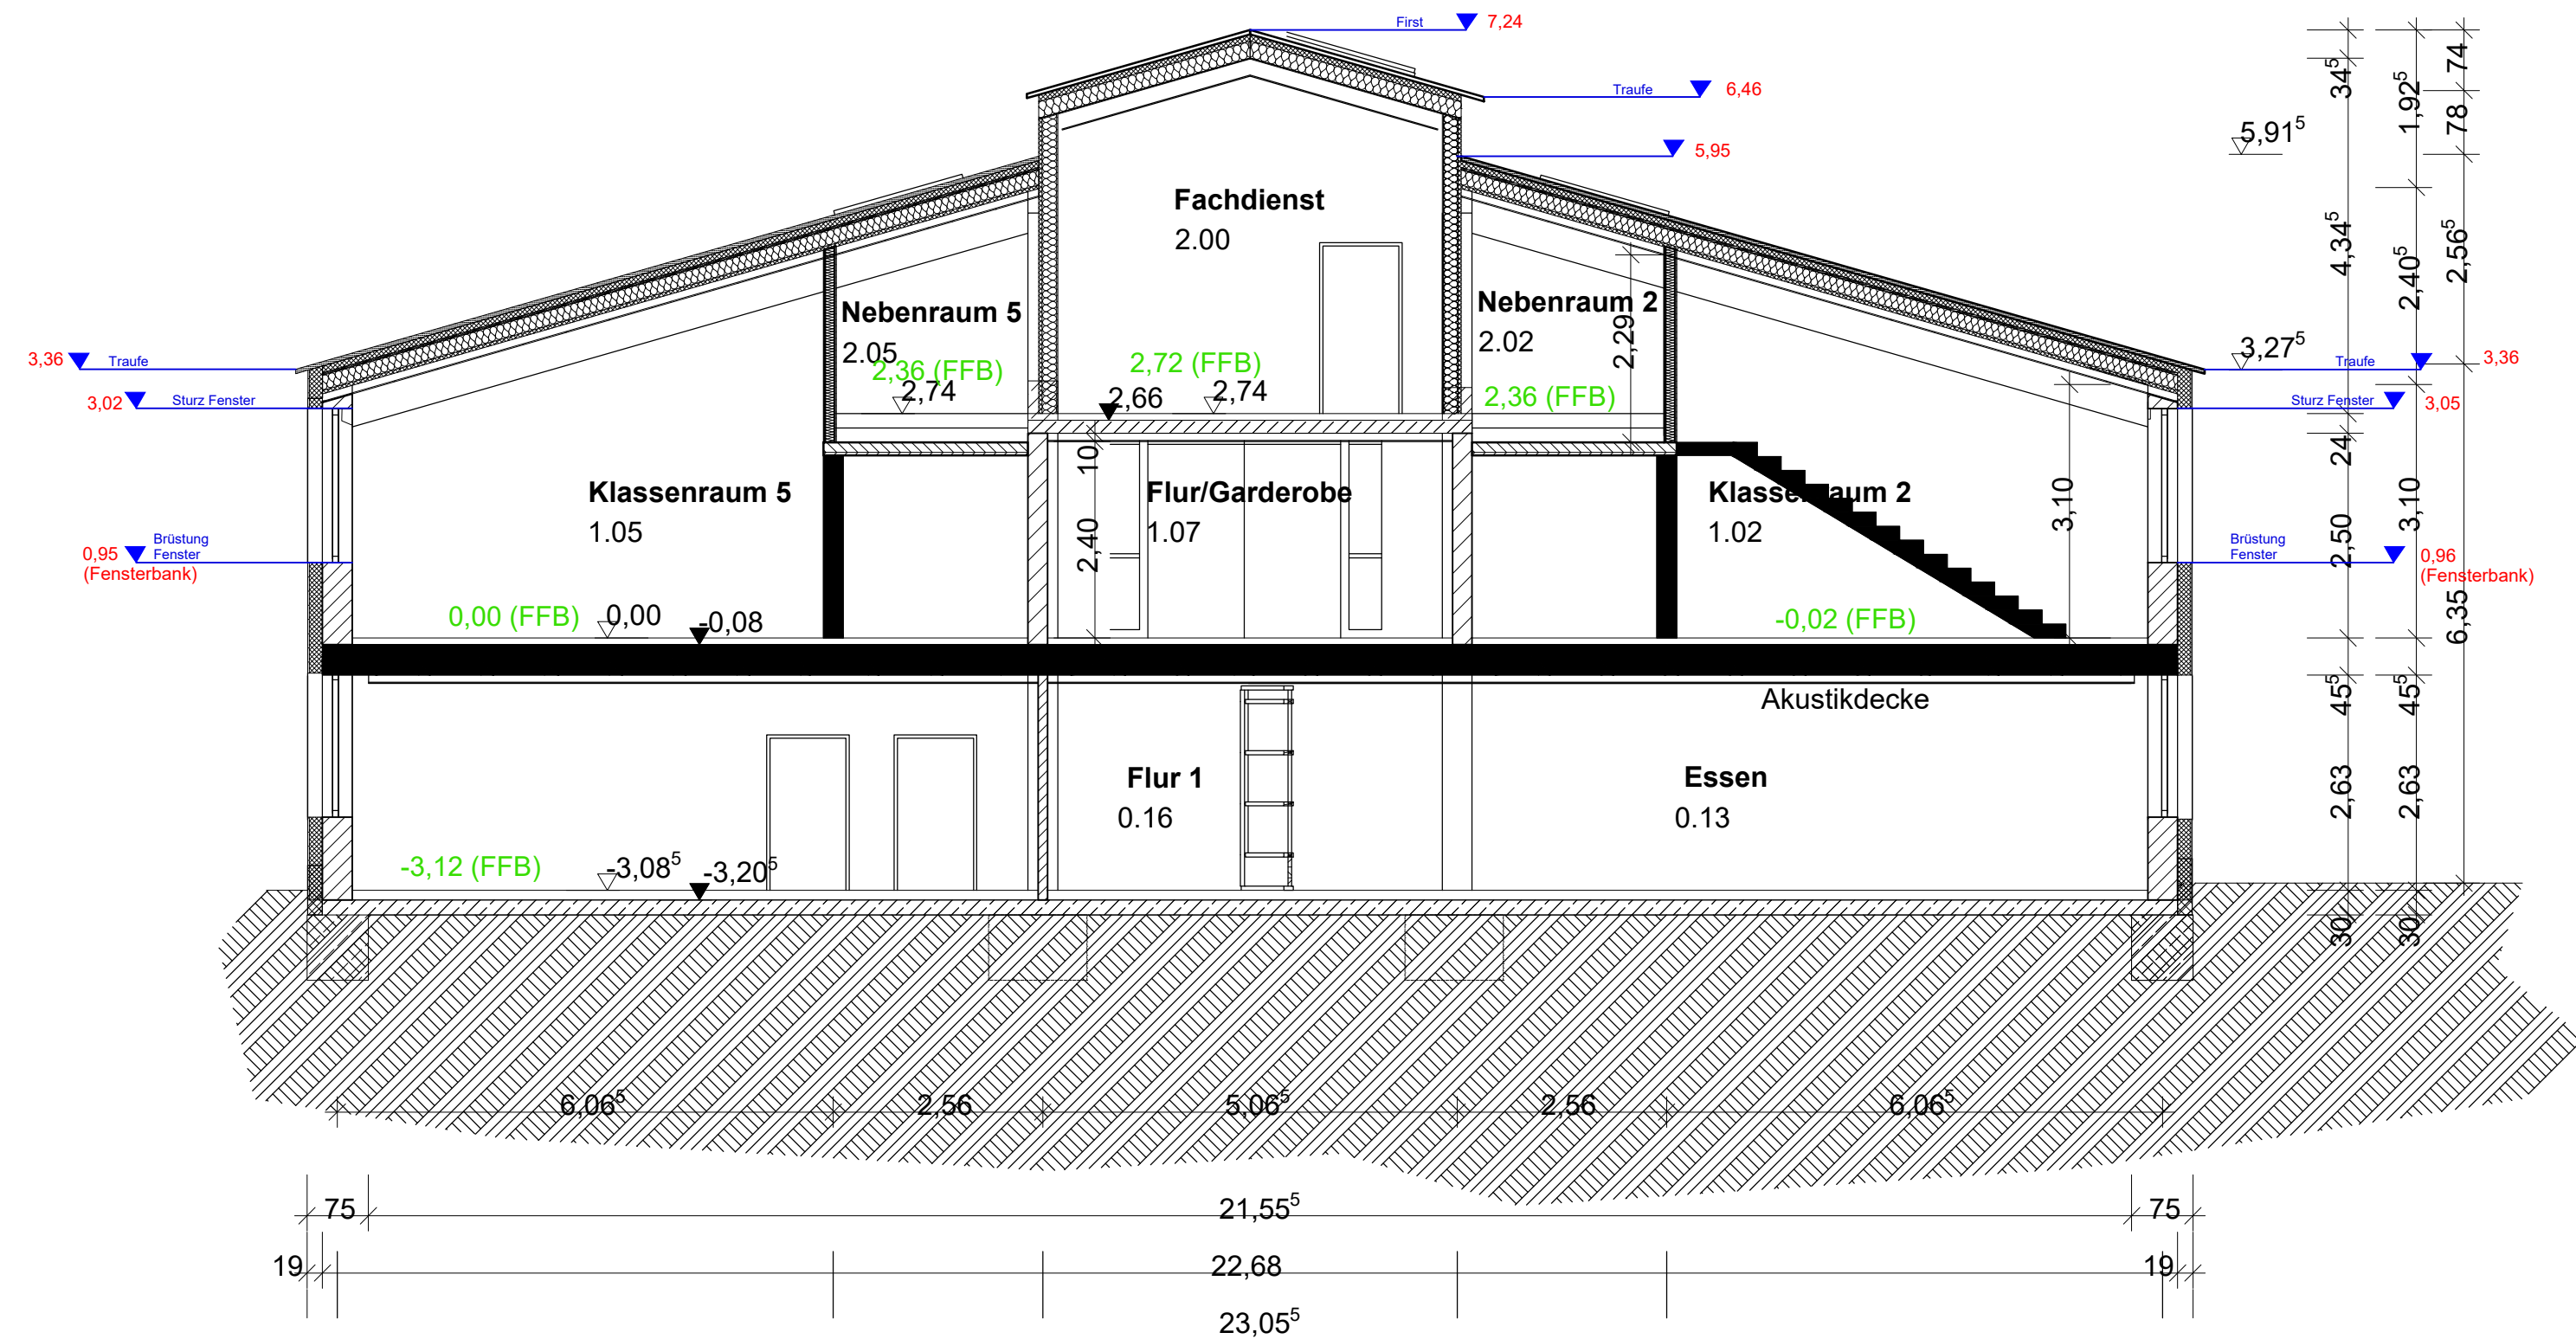 First
7,24
Traufe
6,46
5,95
5,91⁵
34⁵
1,92⁵
74
78
Fachdienst
2.00
4,34⁵
2,40⁵
2,56⁵
Nebenraum 5
2.05
2,36 (FFB)
2,74
2,72 (FFB)
2,66
2,74
Nebenraum 2
2.02
2,29
2,36 (FFB)
3,36
Traufe
3,02
Sturz Fenster
3,27⁵
Traufe
3,36
Sturz Fenster
3,05
Klassenraum 5
1.05
10
2,40
Flur/Garderobe
1.07
Klassenraum 2
1.02
3,10
24
2,50
3,10
6,35
0,95
(Fensterbank)
Brüstung
Fenster
Brüstung
Fenster
0,96
(Fensterbank)
0,00 (FFB)
0,00
-0,08
-0,02 (FFB)
Akustikdecke
45⁵
45⁵
Flur 1
0.16
Essen
0.13
2,63
2,63
-3,12 (FFB)
-3,08⁵
-3,20⁵
30
30
6,06⁵
2,56
5,06⁵
2,56
6,06⁵
75
21,55⁵
75
19
22,68
19
23,05⁵